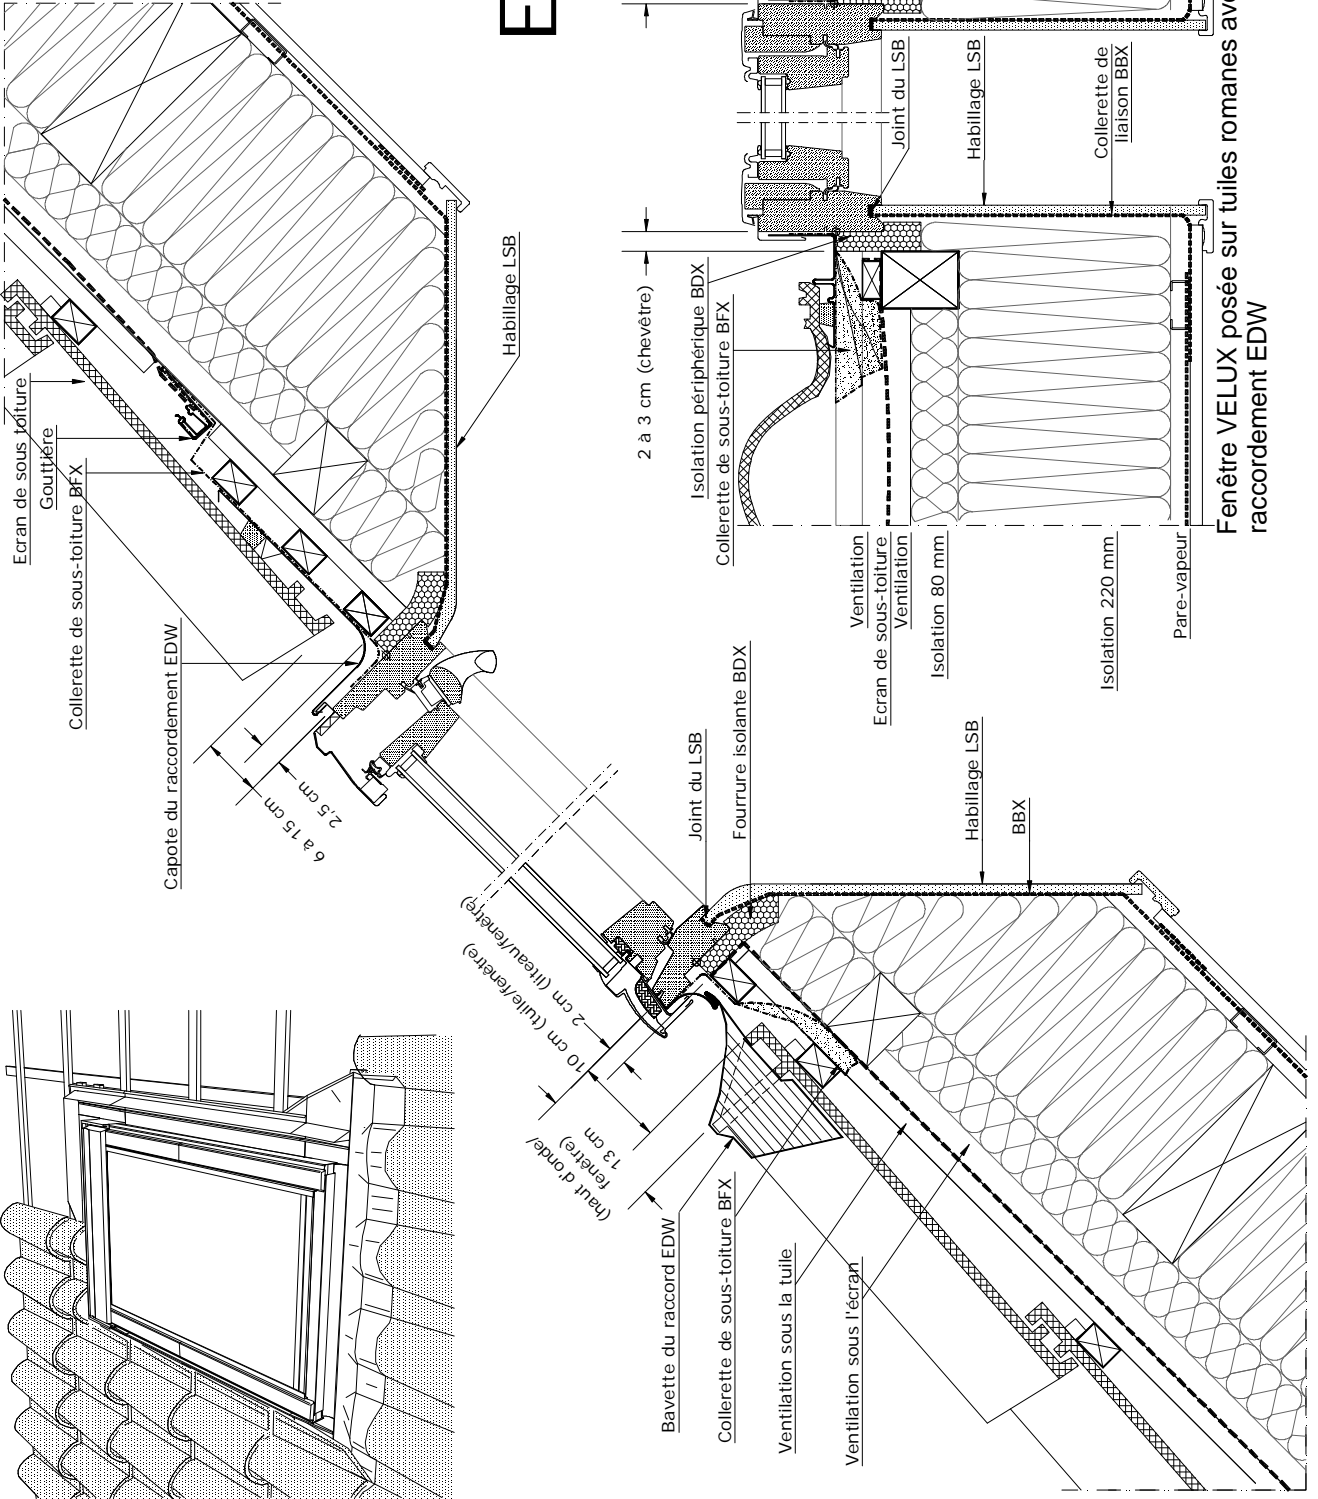 E
Ecran de sous toiture
Gouttière
Collerette de sous-toiture BFX
Capote du raccordement EDW
6 à 15 cm
2,5 cm
Habillage LSB
2 à 3 cm (chevêtre)
Isolation périphérique BDX
Collerette de sous-toiture BFX
Joint du LSB
Habillage LSB
Collerette de
liaison BBX
Ventilation
Ecran de sous-toiture
Ventilation
Isolation 80 mm
Isolation 220 mm
Pare-vapeur
Fenêtre VELUX posée sur tuiles romanes ave
raccordement EDW
Joint du LSB
Fourrure isolante BDX
Habillage LSB
BBX
2 cm (liteau/fenêtre)
10 cm (tuile/fenêtre)
(haut d'onde/
fenêtre)
13 cm
Bavette du raccord EDW
Collerette de sous-toiture BFX
Ventilation sous la tuile
Ventilation sous l'écran